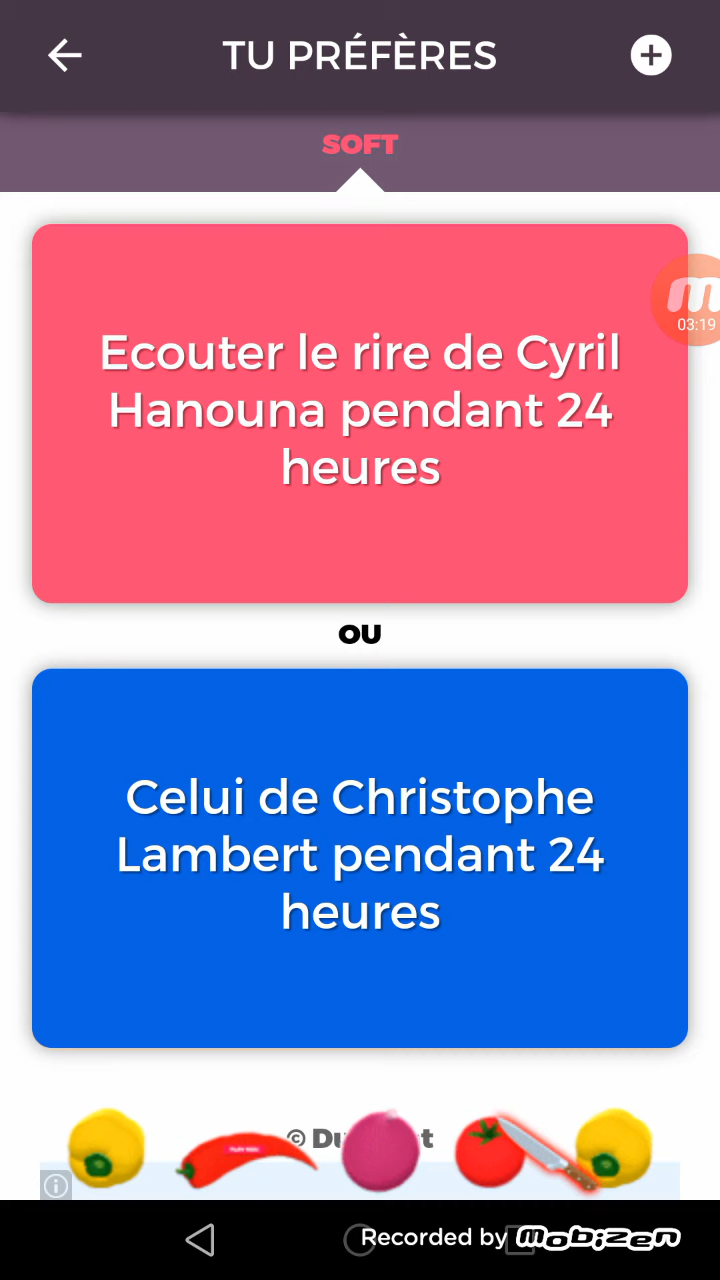 TU PRÉFÈRES
SOFT
03:19
Ecouter le rire de Cyril
Hanouna pendant 24
heures
OU
Celui de Christophe
Lambert pendant 24
heures
©
Recorded by mobizen